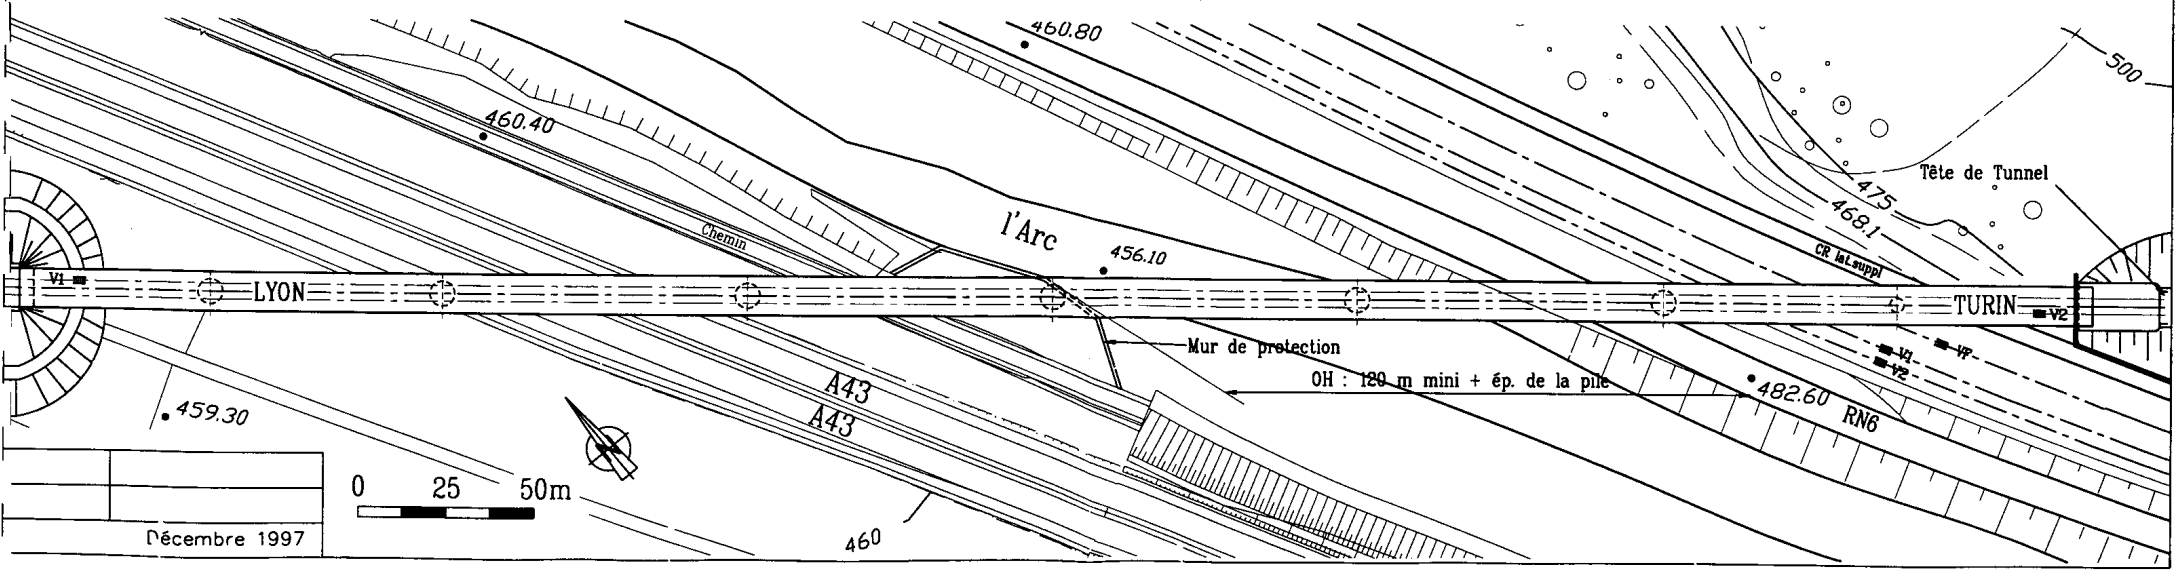 460.80
500
460.40
Tête de Tunnel
475
468.1
Chemin
l'Arc
456.10
CR lat.suppl
V1
LYON
TURIN
V2
Mur de protection
V1
VF
V2
OH : 120 m mini + ép. de la pile
A43
482.60
RN6
A43
459.30
0 25 50m
460
Décembre 1997